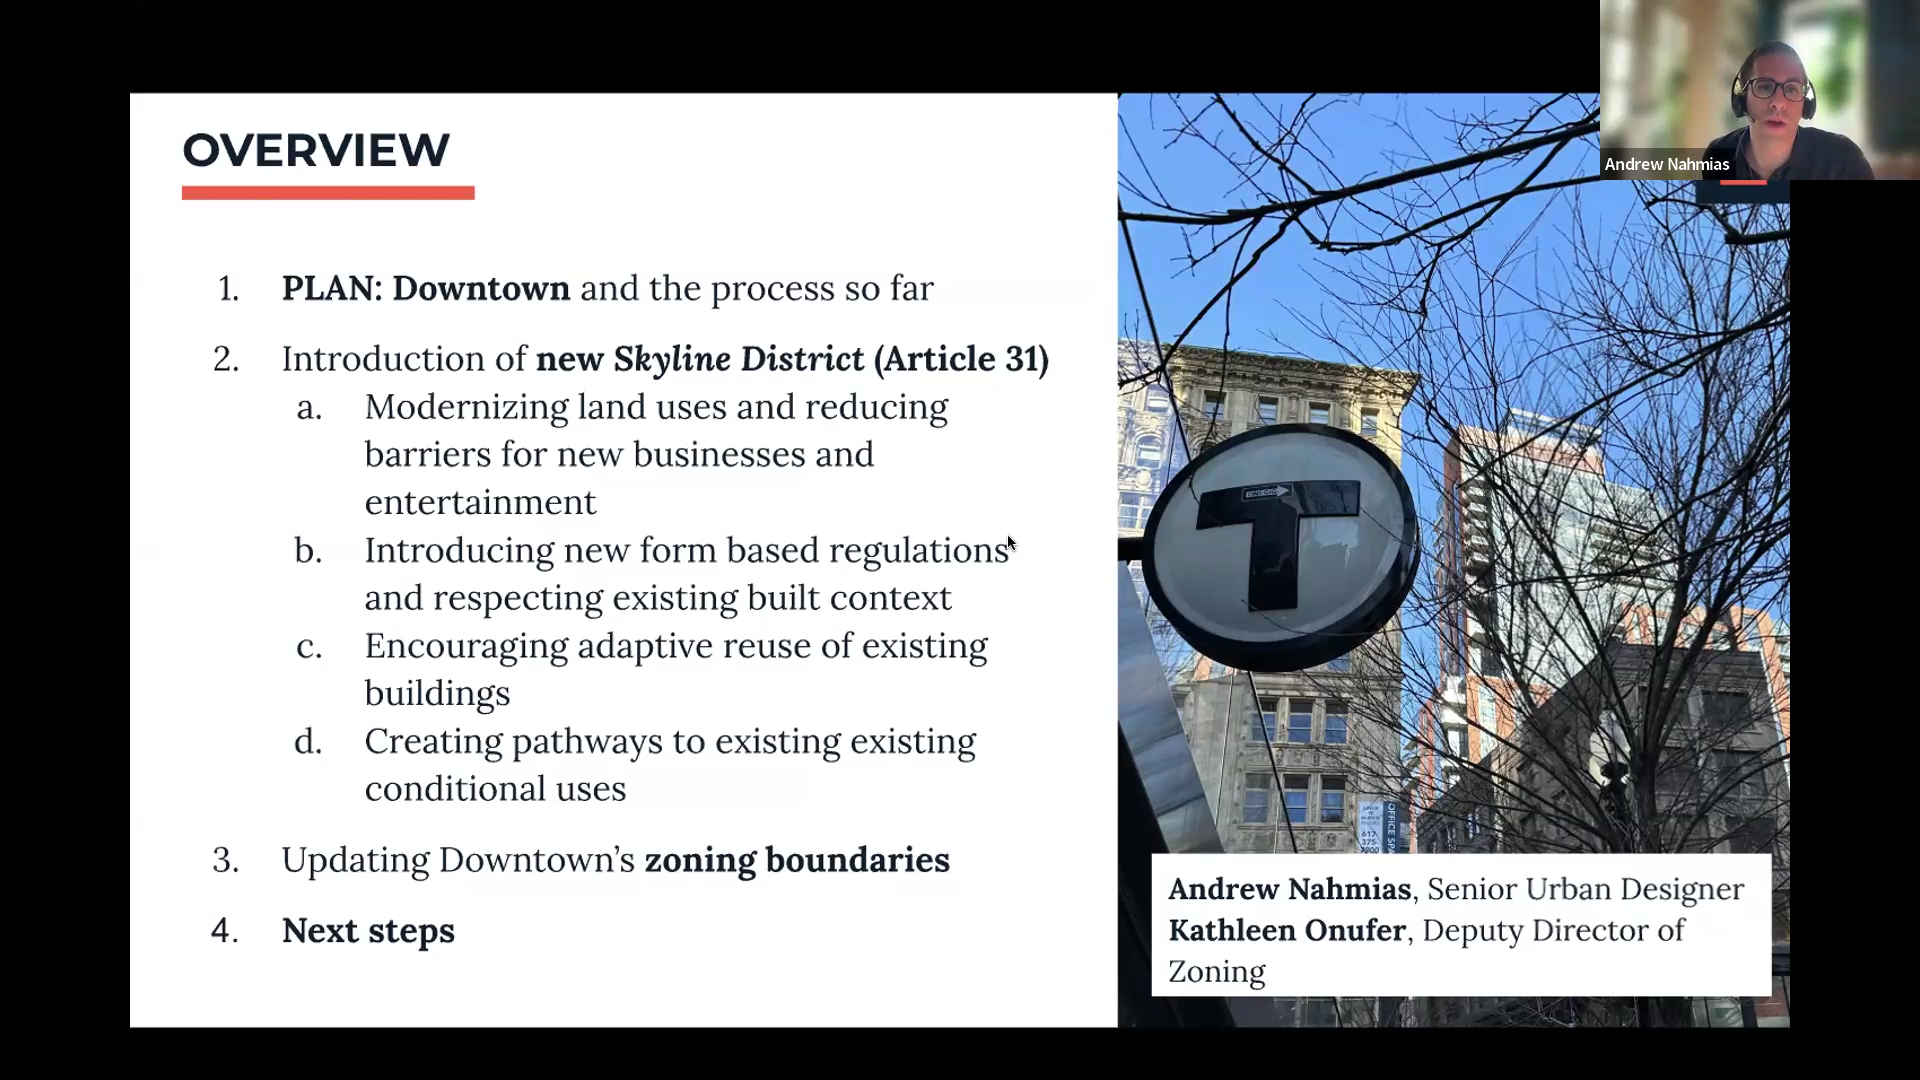 OVERVIEW
1. PLAN: Downtown and the process so far
2. Introduction of new Skyline District (Article 31)
a. Modernizing land uses and reducing
barriers for new businesses and
entertainment
b. Introducing new form based regulations
and respecting existing built context
c. Encouraging adaptive reuse of existing
buildings
d. Creating pathways to existing existing
conditional uses
3. Updating Downtown’s zoning boundaries
4. Next steps
Andrew Nahmias
T
OFFICE
617
Andrew Nahmias, Senior Urban Designer
Kathleen Onufer, Deputy Director of
Zoning